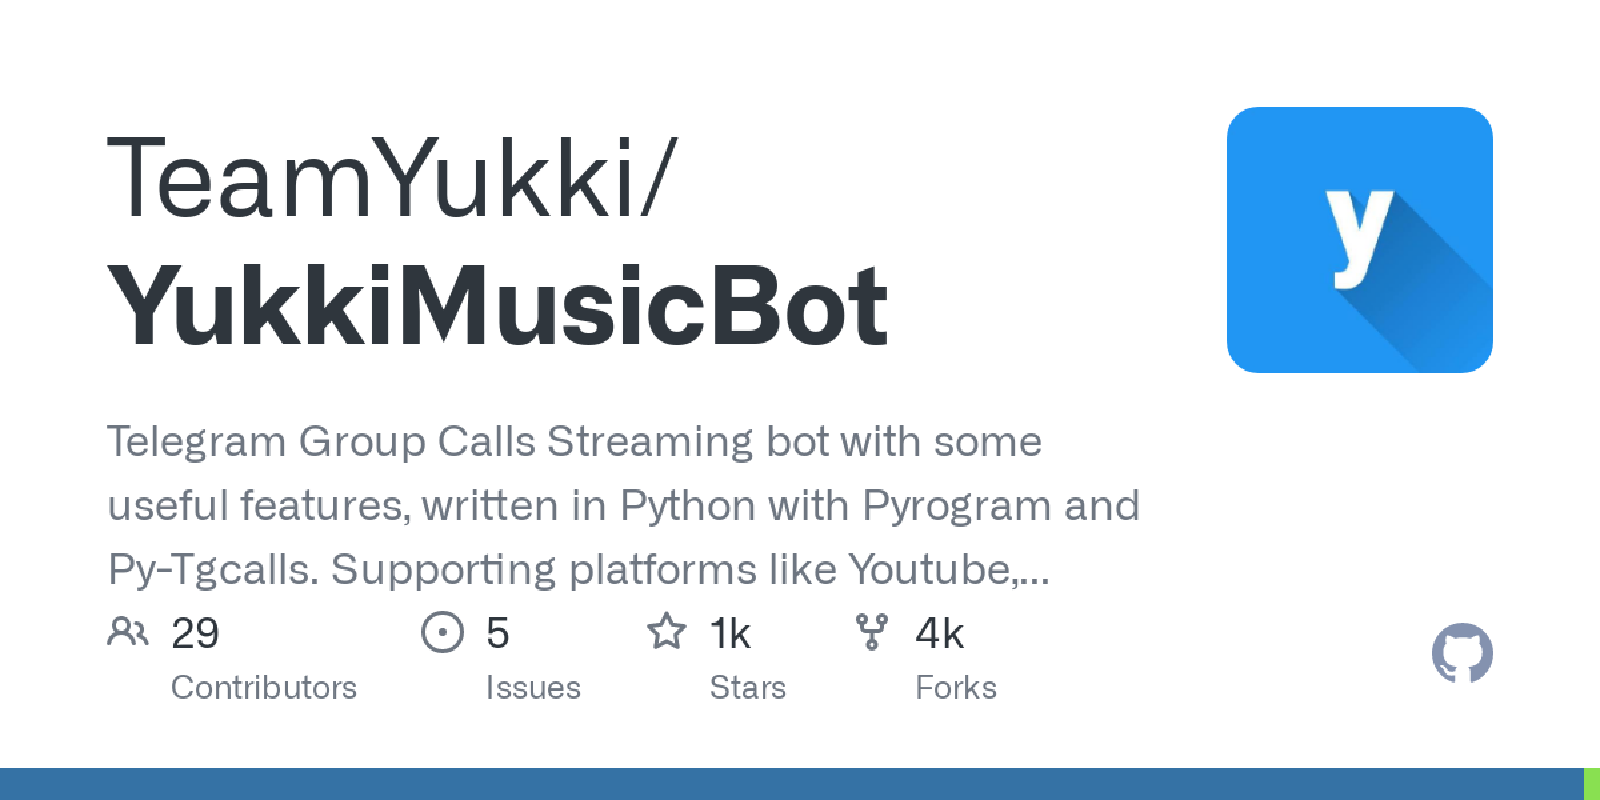 TeamYukki/
YukkiMusicBot
y
Telegram Group Calls Streaming bot with some
useful features, written in Python with Pyrogram and
Py-Tgcalls. Supporting platforms like Youtube,...
29 5 1k 4k
Contributors Issues Stars Forks